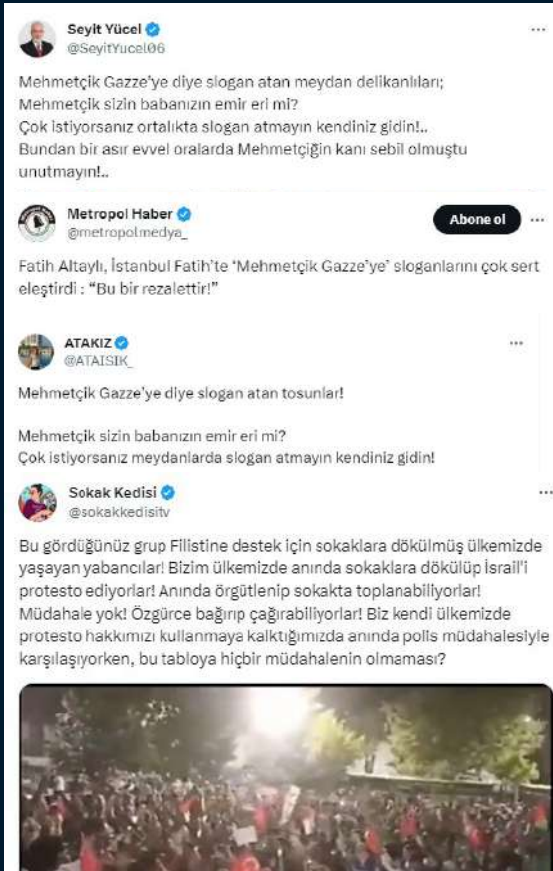 Seyit Yücel
@SeyitYucel06
Mehmetçik Gazze'ye diye slogan atan meydan delikanlıları;
Mehmetçik sizin babanızın emir eri mi?
Çok istiyorsanız ortalıkta slogan atmayın kendiniz gidin!..
Bundan bir asır evvel oralarda Mehmetçiğin kanı sebil olmuştu
unutmayın!..
Metropol Haber
@metropolmedya_
Abone ol
Fatih Altaylı, İstanbul Fatih'te 'Mehmetçik Gazze'ye' sloganlarını çok sert
eleştirdi : "Bu bir rezalettir!"
ATAKIZ
@ATAISIK_
Mehmetçik Gazze'ye diye slogan atan tosunlar!
Mehmetçik sizin babanızın emir eri mi?
Çok istiyorsanız meydanlarda slogan atmayın kendiniz gidin!
Sokak Kedisi
@sokakkedisitv
Bu gördüğünüz grup Filistine destek için sokaklara dökülmüş ülkemizde
yaşayan yabancılar! Bizim ülkemizde anında sokaklara dökülüp İsrail'i
protesto ediyorlar! Anında örgütlenip sokakta toplanabiliyorlar!
Müdahale yok! Özgürce bağırıp çağırabiliyorlar! Biz kendi ülkemizde
protesto hakkımızı kullanmaya kalktığımızda anında polis müdahalesiyle
karşılaşıyorken, bu tabloya hiçbir müdahalenin olmaması?